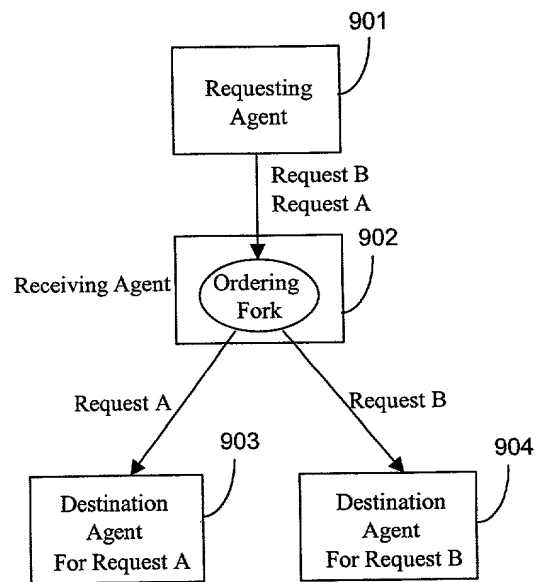 901
Requesting
Agent
Request B
Request A
902
Receiving Agent
Ordering
Fork
Request A
Request B
903
904
Destination
Agent
For Request A
Destination
Agent
For Request B